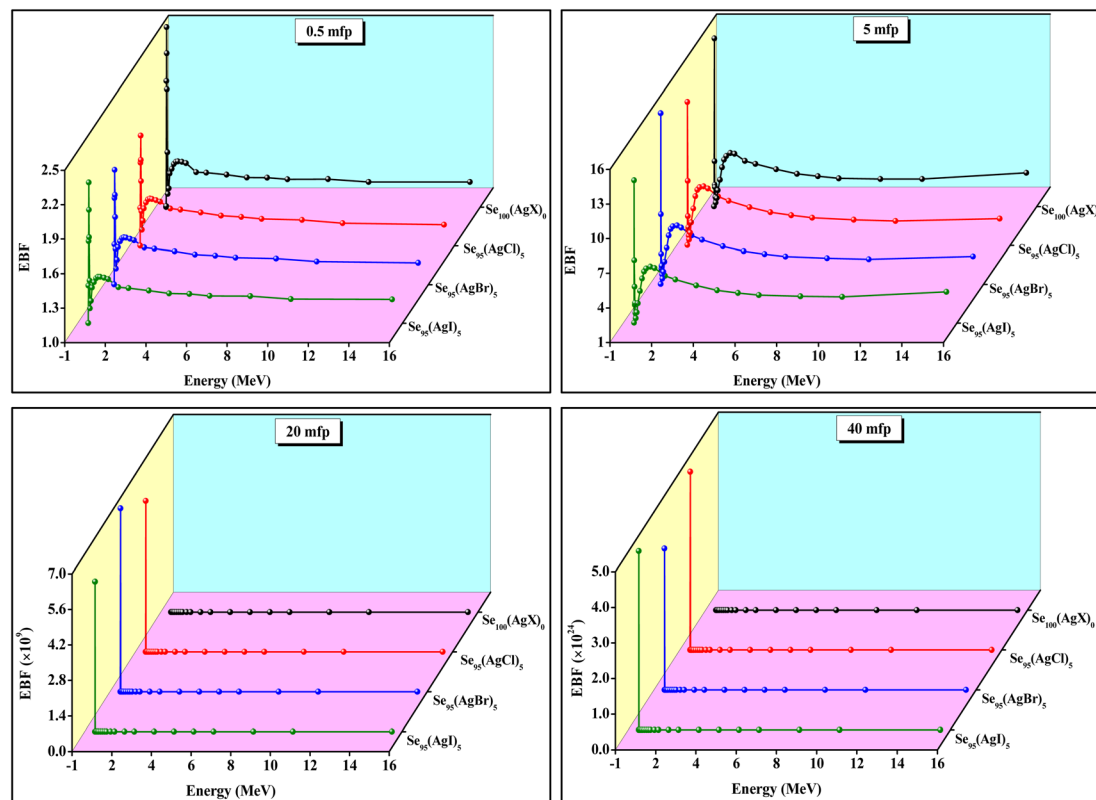 0.5 mfp
2.5
2.2
1.9
1.6
1.3
1.0
EBF
-1 2 4 6 8 10 12 14 16
Energy (MeV)
Se100(AgX)0
Se95(AgCl)5
Se95(AgBr)5
Se95(AgI)5
5 mfp
16
13
10
7
4
1
EBF
-1 2 4 6 8 10 12 14 16
Energy (MeV)
Se100(AgX)
Se95(AgCl)5
Se95(AgBr)5
Se95(AgI)5
20 mfp
7.0
5.6
4.2
2.8
1.4
0.0
EBF (×10^9)
-1 2 4 6 8 10 12 14 16
Energy (MeV)
Se100(AgX)0
Se95(AgCl)5
Se95(AgBr)5
Se95(AgI)5
40 mfp
5.0
4.0
3.0
2.0
1.0
0.0
EBF (×10^24)
-1 2 4 6 8 10 12 14 16
Energy (MeV)
Se100(AgX)0
Se95(AgCl)5
Se95(AgBr)5
Se95(AgI)5